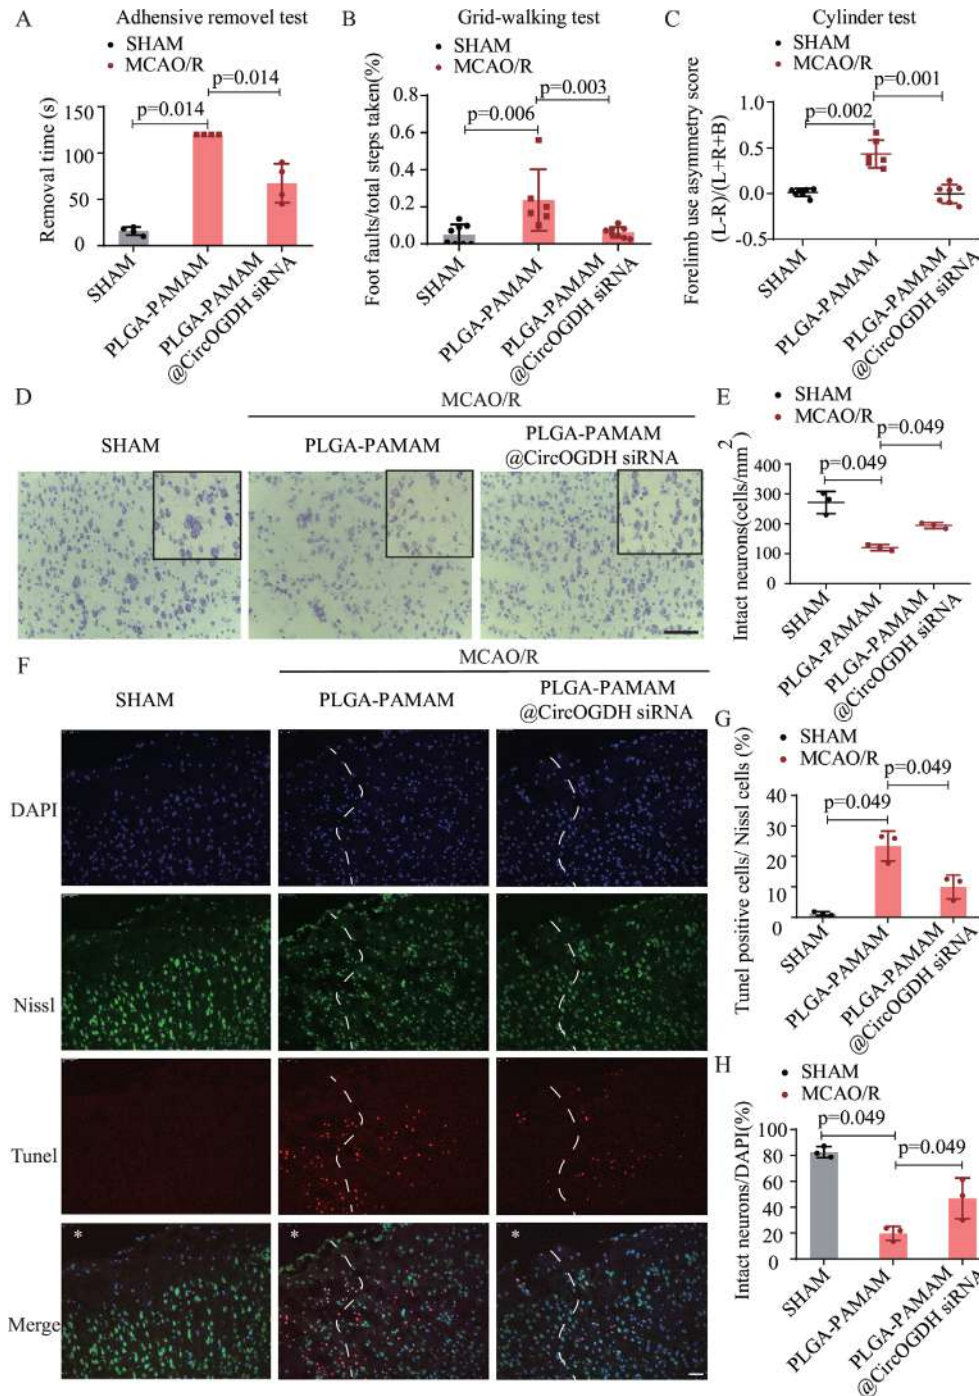 A
Adhensive removel test
SHAM
MCAO/R
p=0.014
p=0.014
Removal time (s)
150
100
50
0
SHAM
PLGA-PAMAM
PLGA-PAMAM
@CircOGDH siRNA
B
Grid-walking test
SHAM
MCAO/R
p=0.003
p=0.006
Foot faults/total steps taken(%)
0.8
0.6
0.4
0.2
0.0
SHAM
PLGA-PAMAM
PLGA-PAMAM
@CircOGDH siRNA
C
Cylinder test
SHAM
MCAO/R
p=0.001
p=0.002
Forelimb use asymmetry score
(L-R)/(L+R+B)
1.0
0.5
0.0
-0.5
SHAM
PLGA-PAMAM
PLGA-PAMAM
@CircOGDH siRNA
D
MCAO/R
SHAM
PLGA-PAMAM
PLGA-PAMAM
@CircOGDH siRNA
E
SHAM
MCAO/R
p=0.049
p=0.049
Intact neurons(cells/mm2
400
300
200
100
0
SHAM
PLGA-PAMAM
PLGA-PAMAM
@CircOGDH siRNA
F
MCAO/R
SHAM
PLGA-PAMAM
PLGA-PAMAM
@CircOGDH siRNA
DAPI
Nissl
Tunel
Merge
*
*
*
G
SHAM
MCAO/R
p=0.049
p=0.049
Tunel positive cells/ Nissl cells (%)
40
30
20
10
0
SHAM
PLGA-PAMAM
PLGA-PAMAM
@CircOGDH siRNA
H
SHAM
MCAO/R
p=0.049
p=0.049
Intact neurons/DAPI(%)
100
80
60
40
20
0
SHAM
PLGA-PAMAM
PLGA-PAMAM
@CircOGDH siRNA